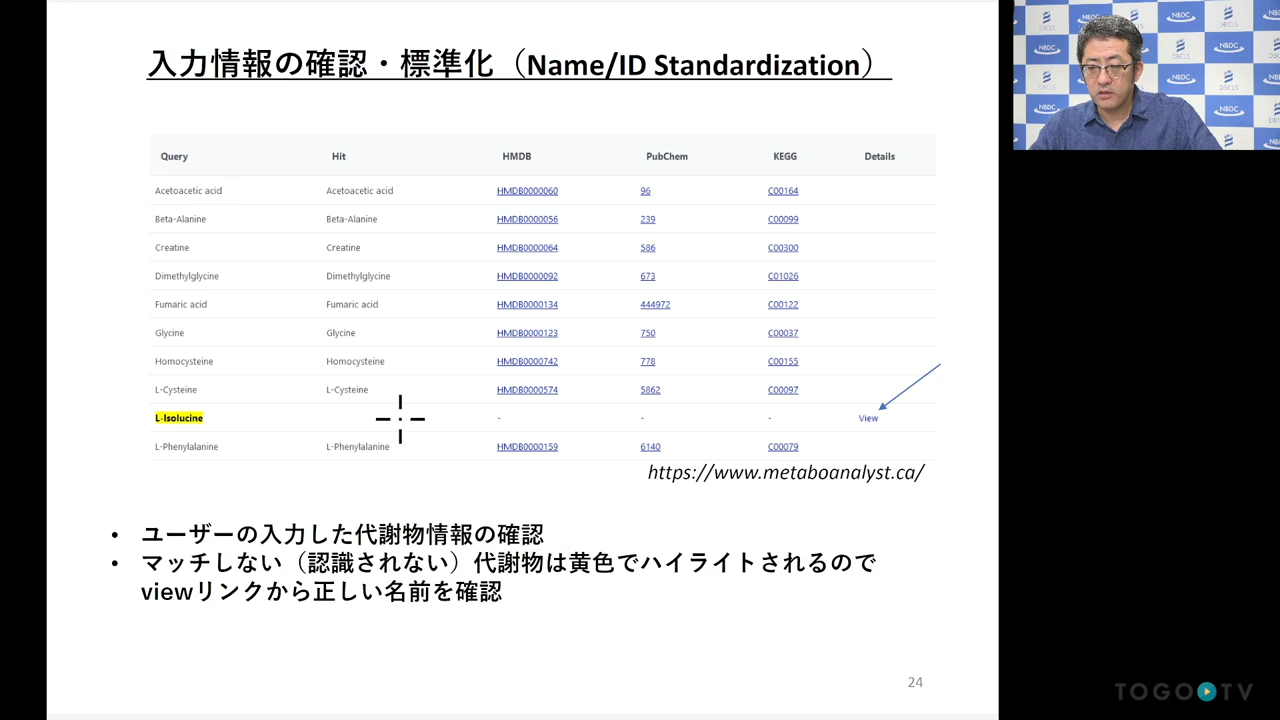 入力情報の確認・標準化（Name/ID Standardization）
Query Hit HMDB PubChem KEGG Details
Acetoacetic acid Acetoacetic acid HMDB0000060 96 C00164
Beta-Alanine Beta-Alanine HMDB0000056 239 C00099
Creatine Creatine HMDB0000064 586 C00300
Dimethylglycine Dimethylglycine HMDB0000092 673 C01026
Fumaric acid Fumaric acid HMDB0000134 444972 C00122
Glycine Glycine HMDB0000123 750 C00037
Homocysteine Homocysteine HMDB0000742 778 C00155
L-Cysteine L-Cysteine HMDB0000574 5862 C00097
L-Isolucine - - - View
L-Phenylalanine L-Phenylalanine HMDB0000159 6140 C00079
https://www.metaboanalyst.ca/
• ユーザーの入力した代謝物情報の確認
• マッチしない（認識されない）代謝物は黄色でハイライトされるので
viewリンクから正しい名前を確認
24
NBDC
DBCLS
TOGO TV